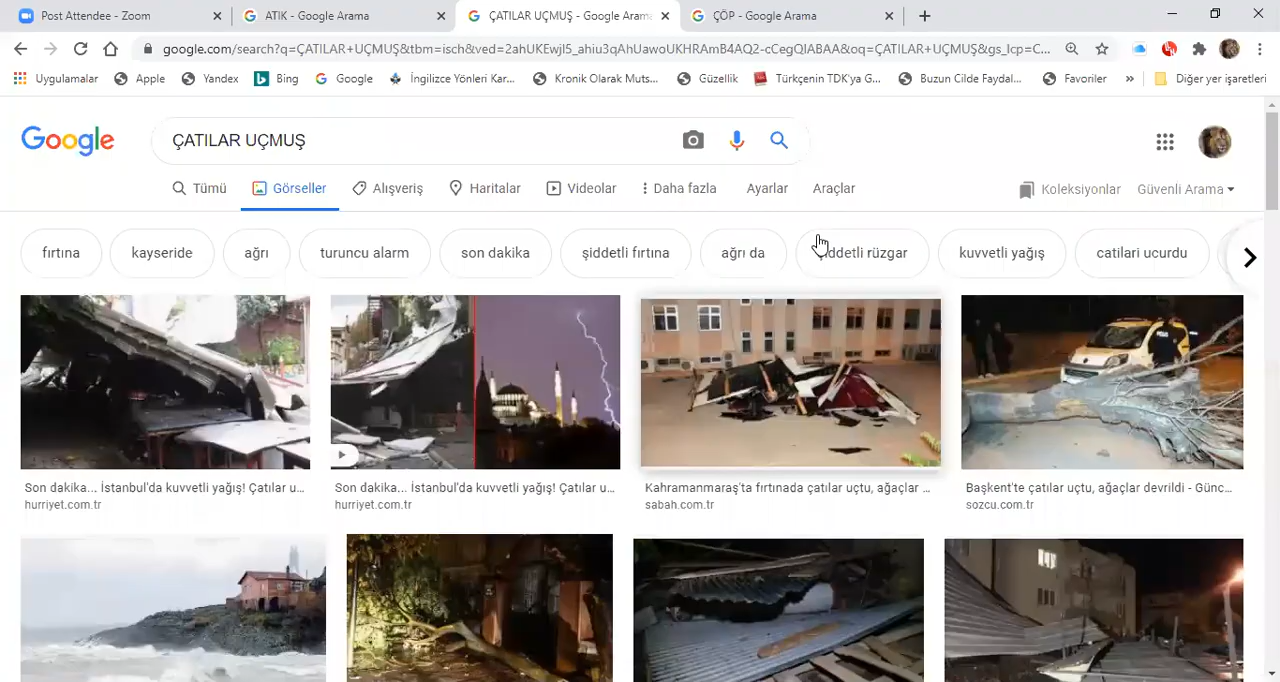 Post Attendee - Zoom
ATIK - Google Arama
ÇATILAR UÇMUŞ - Google Arama
ÇÖP - Google Arama
google.com/search?q=ÇATILAR+UÇMUŞ&tbm=isch&ved=2ahUKEwjI5_ahiu3qAhUawoUKHRAmB4AQ2-cCegQIABAA&oq=ÇATILAR+UÇMUŞ&gs_lcp=C...
Uygulamalar
Apple
Yandex
Bing
Google
İngilizce Yönleri Kar...
Kronik Olarak Muts...
Güzellik
Türkçenin TDK'ya G...
Buzun Cilde Faydal...
Favoriler
»
Diğer yer işaretleri
Google
ÇATILAR UÇMUŞ
Tümü
Görseller
Alışveriş
Haritalar
Videolar
Daha fazla
Ayarlar
Araçlar
Koleksiyonlar
Güvenli Arama
fırtına
kayseride
ağrı
turuncu alarm
son dakika
şiddetli fırtına
ağrı da
şiddetli rüzgar
kuvvetli yağış
catilari ucurdu
Son dakika... İstanbul'da kuvvetli yağış! Çatılar u...
hurriyet.com.tr
Son dakika... İstanbul'da kuvvetli yağış! Çatılar u...
hurriyet.com.tr
Kahramanmaraş'ta fırtınada çatılar uçtu, ağaçlar ...
sabah.com.tr
Başkent'te çatılar uçtu, ağaçlar devrildi - Günc...
sozcu.com.tr